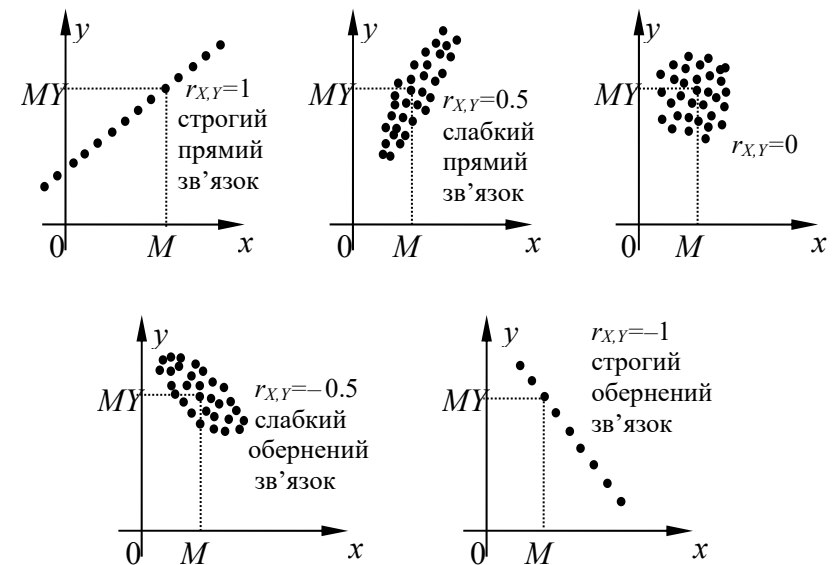 y
MY
r_{X,Y}=1
строгий
прямий
зв’язок
0
M
x
y
MY
r_{X,Y}=0.5
слабкий
прямий
зв’язок
0
M
x
y
MY
r_{X,Y}=0
0
M
x
y
MY
r_{X,Y}=–0.5
слабкий
обернений
зв’язок
0
M
x
y
MY
r_{X,Y}=–1
строгий
обернений
зв’язок
0
M
x